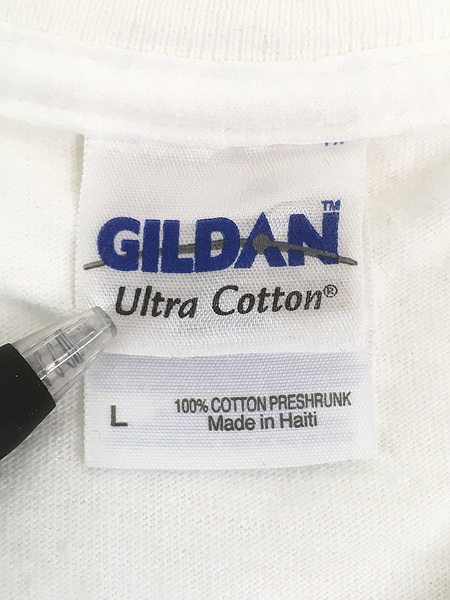 GILDAN™
Ultra Cotton®
L
100% COTTON PRESHRUNK
Made in Haiti